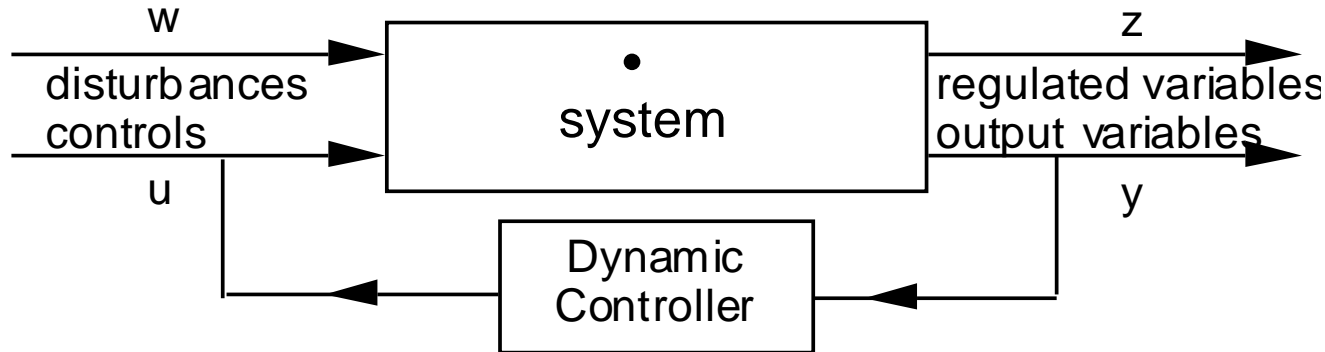 w
z
disturbances
controls
•
system
regulated variables
output variables
u
y
Dynamic
Controller